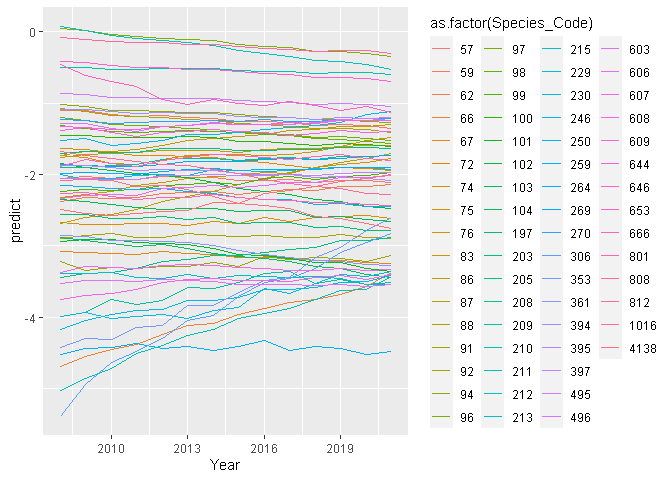 as.factor(Species_Code)
57 97 215 603
59 98 229 606
62 99 230 607
66 100 246 608
67 101 250 609
72 102 259 644
74 103 264 646
75 104 269 653
76 197 270 666
83 203 306 801
86 205 353 808
87 208 361 812
88 209 394 1016
91 210 395 4138
92 211 397
94 212 495
96 213 496
predict
0
-1
-2
-3
-4
2010 2013 2016 2019
Year